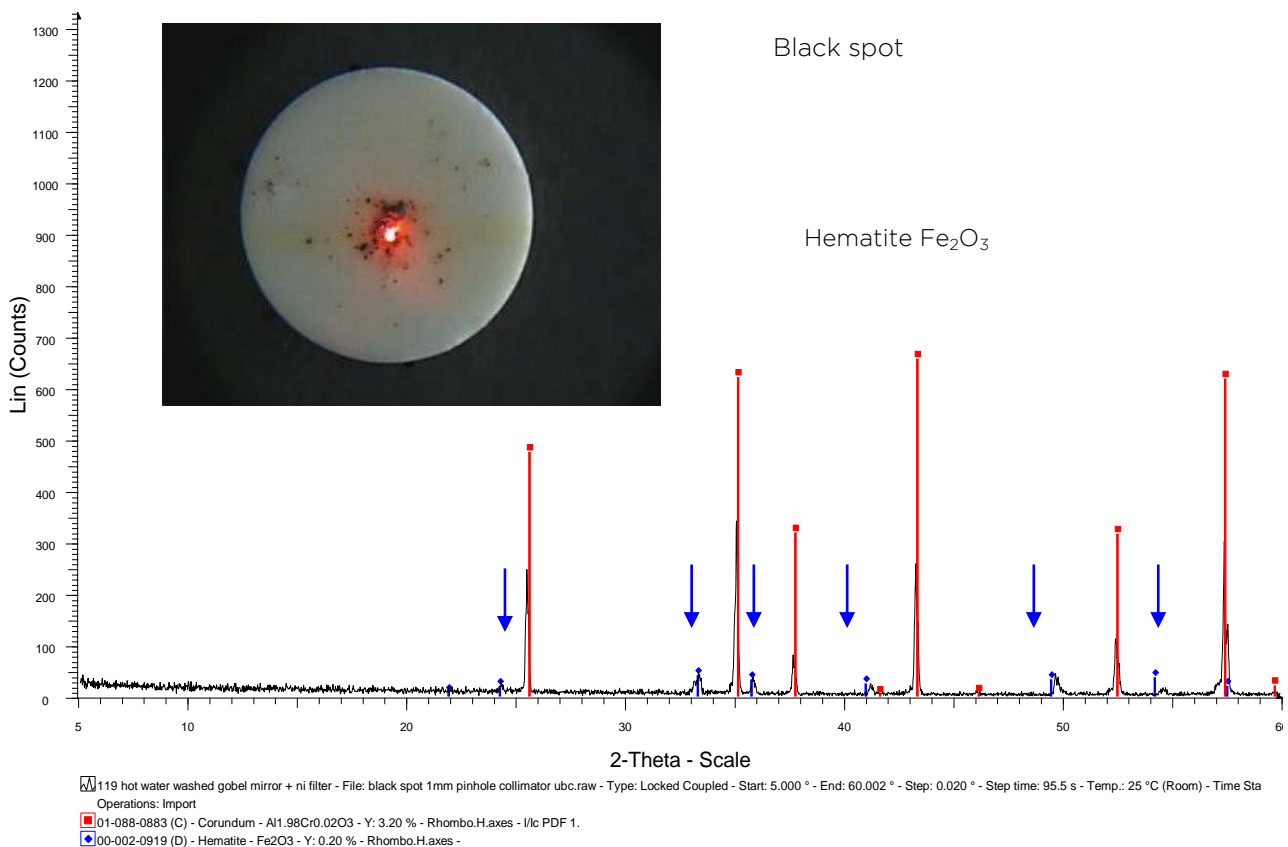 Black spot
Hematite Fe₂O₃
Lin (Counts)
1300
1200
1100
1000
900
800
700
600
500
400
300
200
100
0
5 10 20 30 40 50 60
2-Theta - Scale
119 hot water washed gobel mirror + ni filter - File: black spot 1mm pinhole collimator ubc.raw - Type: Locked Coupled - Start: 5.000 ° - End: 60.002 ° - Step: 0.020 ° - Step time: 95.5 s - Temp.: 25 °C (Room) - Time Sta
Operations: Import
01-088-0883 (C) - Corundum - Al1.98Cr0.02O3 - Y: 3.20 % - Rhombo.H.axes - I/Ic PDF 1.
00-002-0919 (D) - Hematite - Fe2O3 - Y: 0.20 % - Rhombo.H.axes -